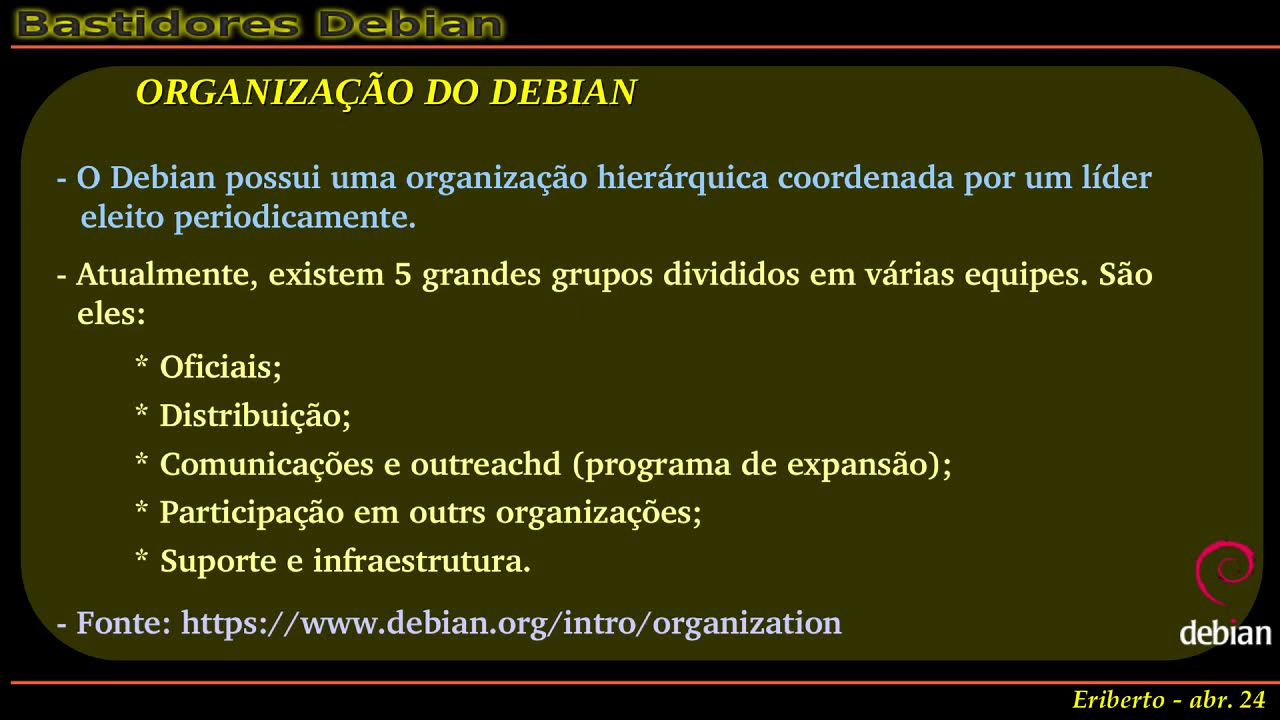 Bastidores Debian
ORGANIZAÇÃO DO DEBIAN
- O Debian possui uma organização hierárquica coordenada por um líder
eleito periodicamente.
- Atualmente, existem 5 grandes grupos divididos em várias equipes. São
eles:
* Oficiais;
* Distribuição;
* Comunicações e outreachd (programa de expansão);
* Participação em outrs organizações;
* Suporte e infraestrutura.
- Fonte: https://www.debian.org/intro/organization
debian
Eriberto - abr. 24